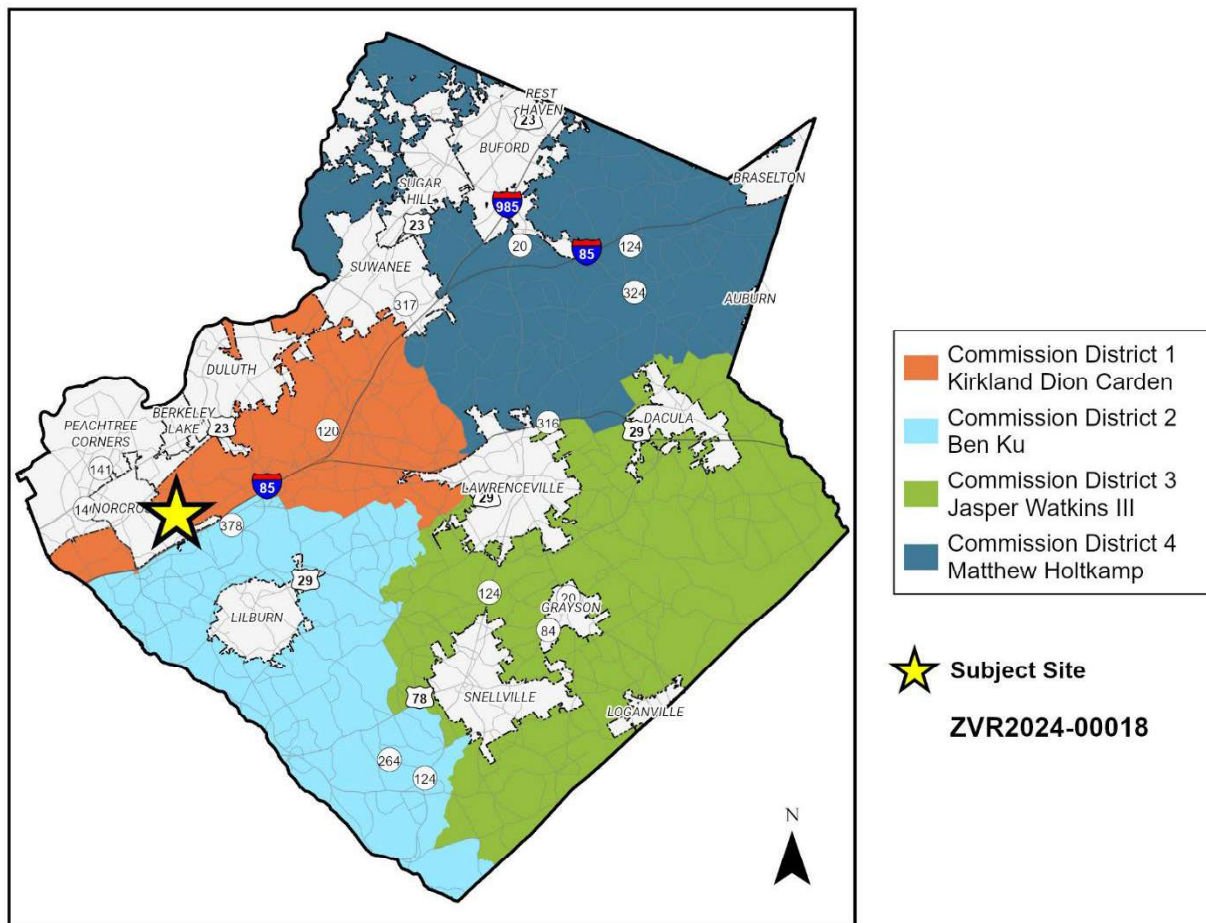 REST
HAVEN
23
BUFORD
BRASELTON
SUGAR
HILL
985
23
20
85
124
SUWANEE
324
317
AUBURN
DULUTH
BERKELEY
LAKE
23
PEACHTREE
CORNERS
120
316
29
DACULA
141
85
LAWRENCEVILLE
29
14
NORCRO
378
29
LILBURN
124
20
GRAYSON
84
78
SNELLVILLE
LOGANVILLE
264
124
N
Commission District 1
Kirkland Dion Carden
Commission District 2
Ben Ku
Commission District 3
Jasper Watkins III
Commission District 4
Matthew Holtkamp
Subject Site
ZVR2024-00018